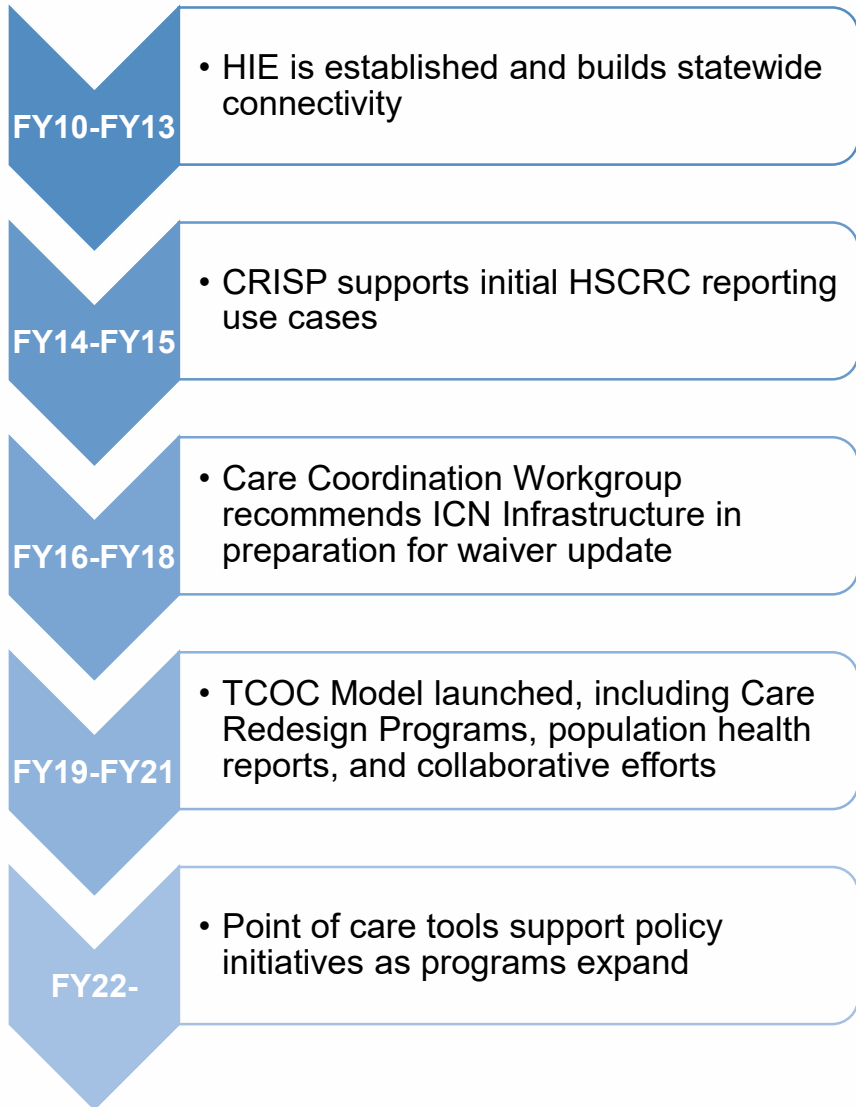 FY10-FY13
• HIE is established and builds statewide
connectivity
FY14-FY15
• CRISP supports initial HSCRC reporting
use cases
FY16-FY18
• Care Coordination Workgroup
recommends ICN Infrastructure in
preparation for waiver update
FY19-FY21
• TCOC Model launched, including Care
Redesign Programs, population health
reports, and collaborative efforts
FY22-
• Point of care tools support policy
initiatives as programs expand